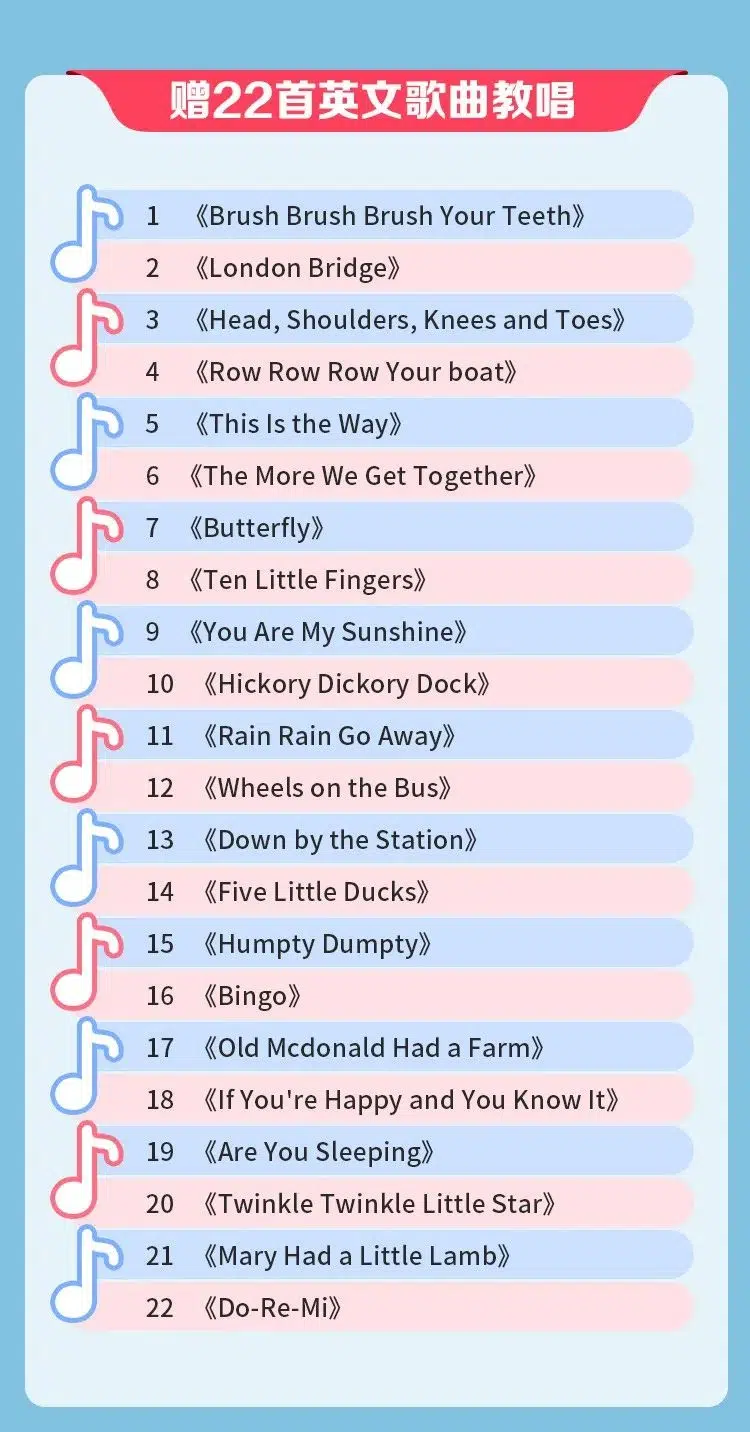 赠22首英文歌曲教唱
1 《Brush Brush Brush Your Teeth》
2 《London Bridge》
3 《Head, Shoulders, Knees and Toes》
4 《Row Row Row Your boat》
5 《This Is the Way》
6 《The More We Get Together》
7 《Butterfly》
8 《Ten Little Fingers》
9 《You Are My Sunshine》
10 《Hickory Dickory Dock》
11 《Rain Rain Go Away》
12 《Wheels on the Bus》
13 《Down by the Station》
14 《Five Little Ducks》
15 《Humpty Dumpty》
16 《Bingo》
17 《Old Mcdonald Had a Farm》
18 《If You're Happy and You Know It》
19 《Are You Sleeping》
20 《Twinkle Twinkle Little Star》
21 《Mary Had a Little Lamb》
22 《Do-Re-Mi》